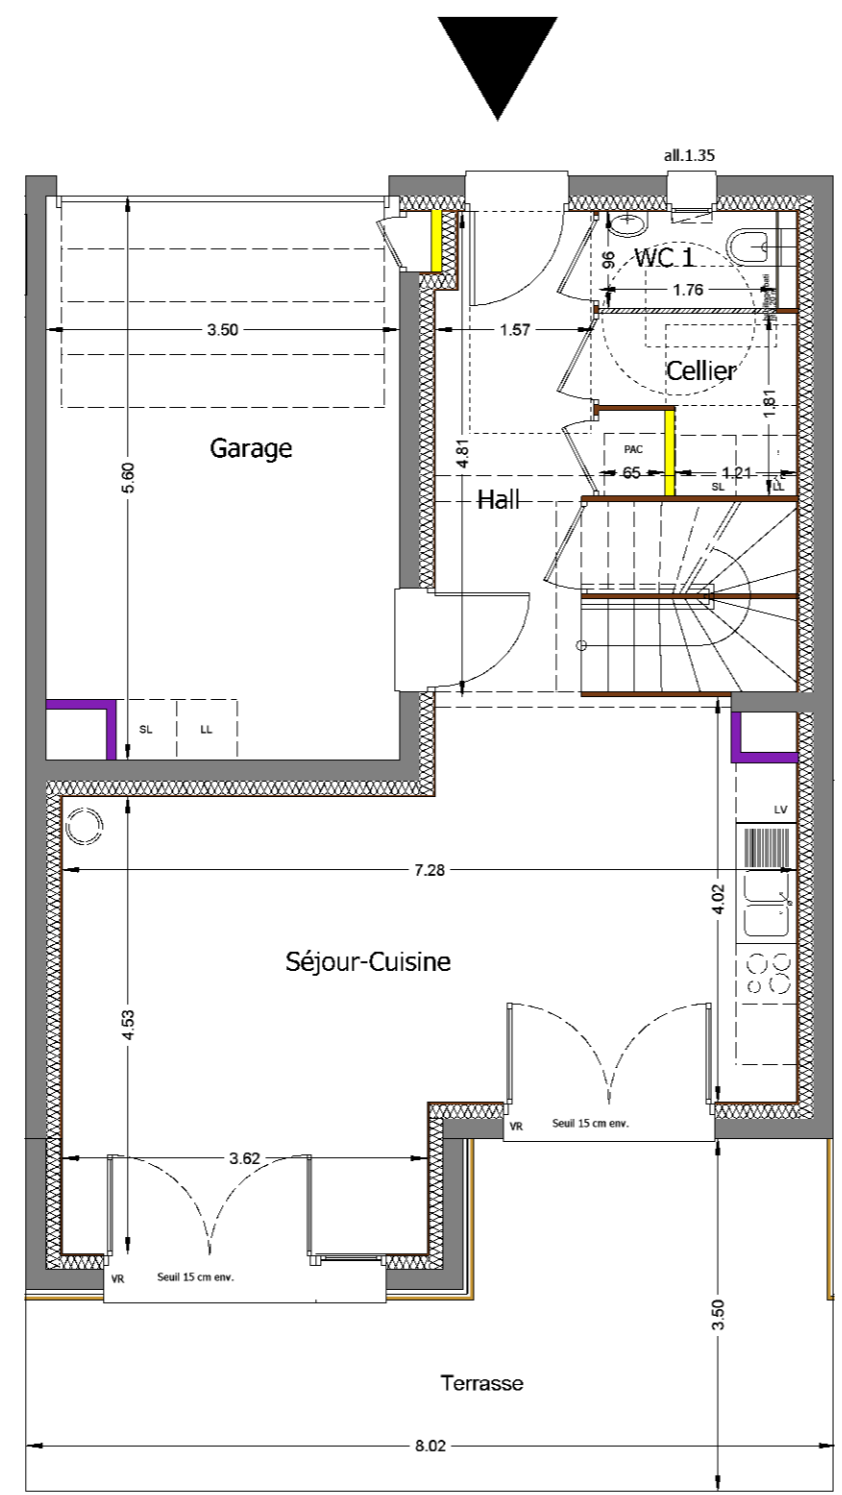 all.1.35
WC 1
96
1.76
3.50
1.57
Cellier
1.81
Garage
4.81
PAC
65
1.21
5.60
SL
LL
Hall
SL
LL
LV
7.28
4.02
Séjour-Cuisine
4.53
VR
Seuil 15 cm env.
3.62
VR
Seuil 15 cm env.
3.50
Terrasse
8.02